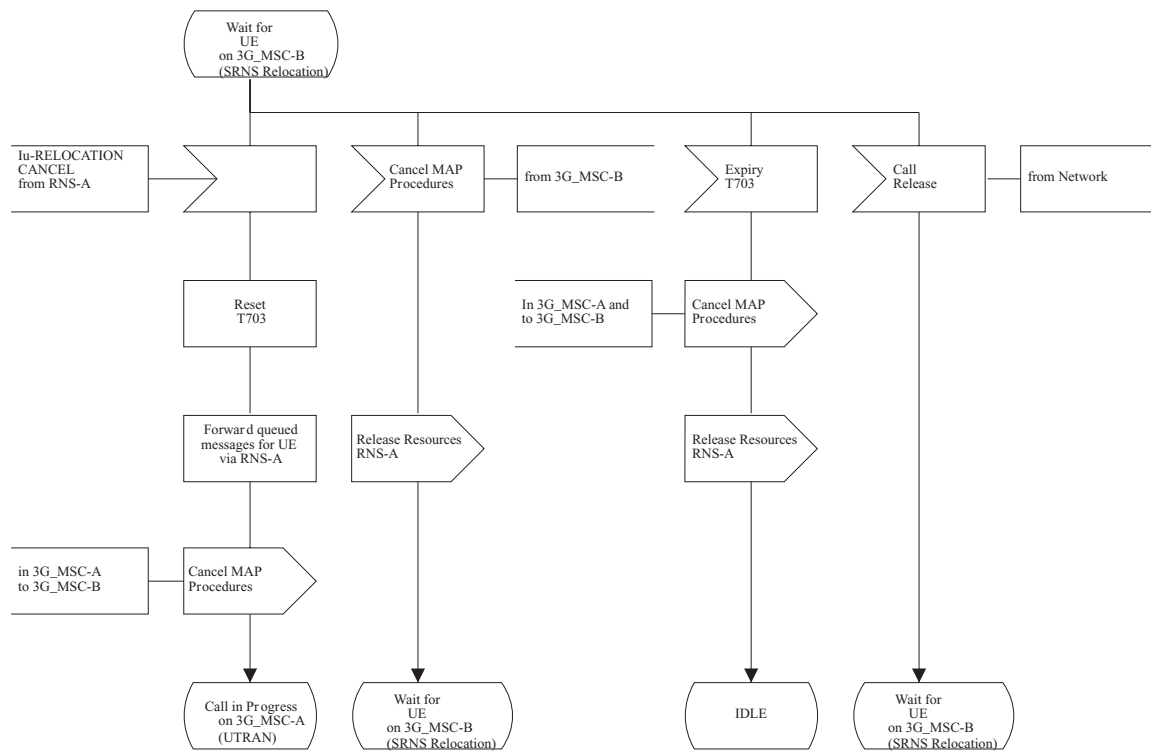 Wait for
UE
on 3G_MSC-B
(SRNS Relocation)
Iu-RELOCATION
CANCEL
from RNS-A
Cancel MAP
Procedures
from 3G_MSC-B
Expiry
T703
Call
Release
from Network
Reset
T703
In 3G_MSC-A and
to 3G_MSC-B
Cancel MAP
Procedures
Forward queued
messages for UE
via RNS-A
Release Resources
RNS-A
Release Resources
RNS-A
in 3G_MSC-A
to 3G_MSC-B
Cancel MAP
Procedures
Call in Progress
on 3G_MSC-A
(UTRAN)
Wait for
UE
on 3G_MSC-B
(SRNS Relocation)
IDLE
Wait for
UE
on 3G_MSC-B
(SRNS Relocation)